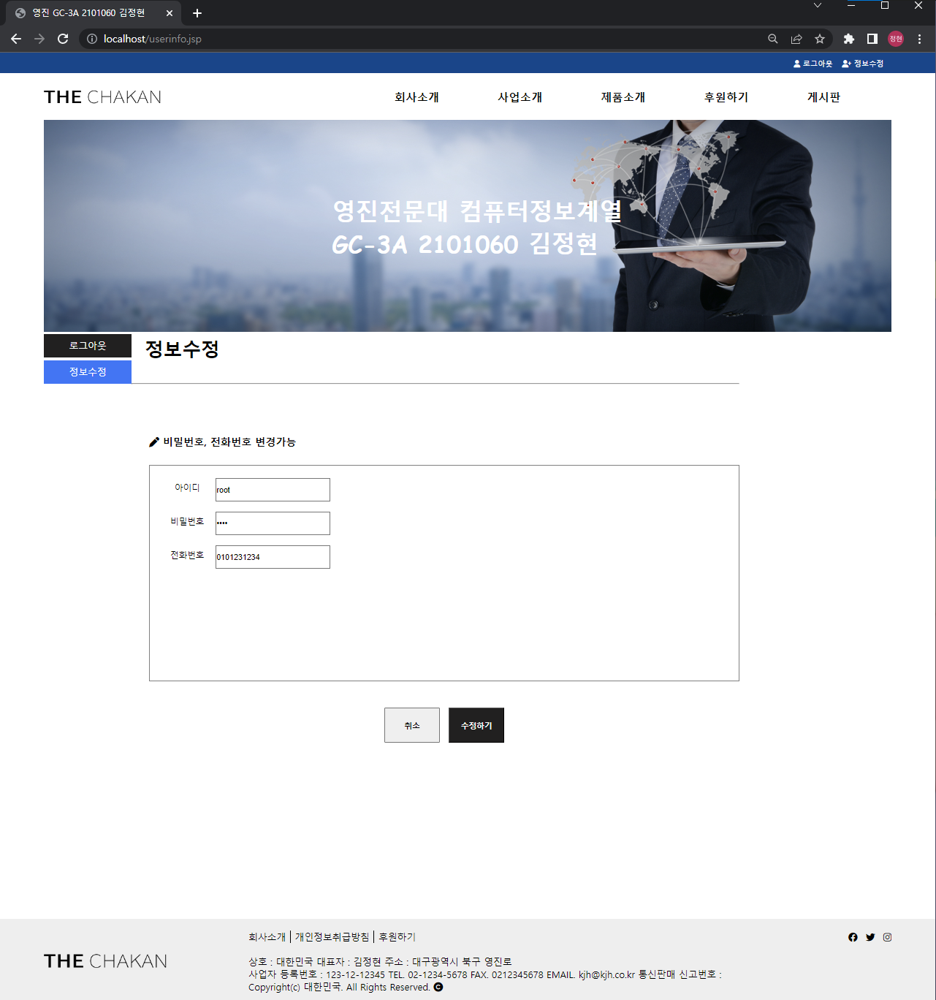 영진 GC-3A 2101060 김정현
localhost/userinfo.jsp
정현
로그아웃 정보수정
THE CHAKAN
회사소개 사업소개 제품소개 후원하기 게시판
영진전문대 컴퓨터정보계열
GC-3A 2101060 김정현
로그아웃
정보수정
정보수정
비밀번호, 전화번호 변경가능
아이디 root
비밀번호 ••••
전화번호 0101231234
취소 수정하기
회사소개 | 개인정보취급방침 | 후원하기
THE CHAKAN
상호 : 대한민국 대표자 : 김정현 주소 : 대구광역시 북구 영진로
사업자 등록번호 : 123-12-12345 TEL. 02-1234-5678 FAX. 0212345678 EMAIL. kjh@kjh.co.kr 통신판매 신고번호 :
Copyright(c) 대한민국. All Rights Reserved.